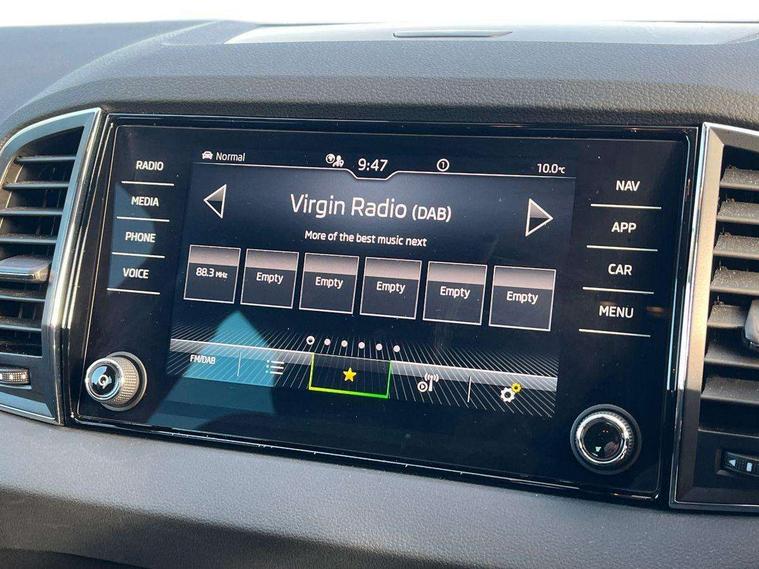 RADIO
MEDIA
PHONE
VOICE
Normal 9:47 1 10.0°C
Virgin Radio (DAB)
More of the best music next
88.3 MHz Empty Empty Empty Empty Empty
FM/DAB
NAV
APP
CAR
MENU